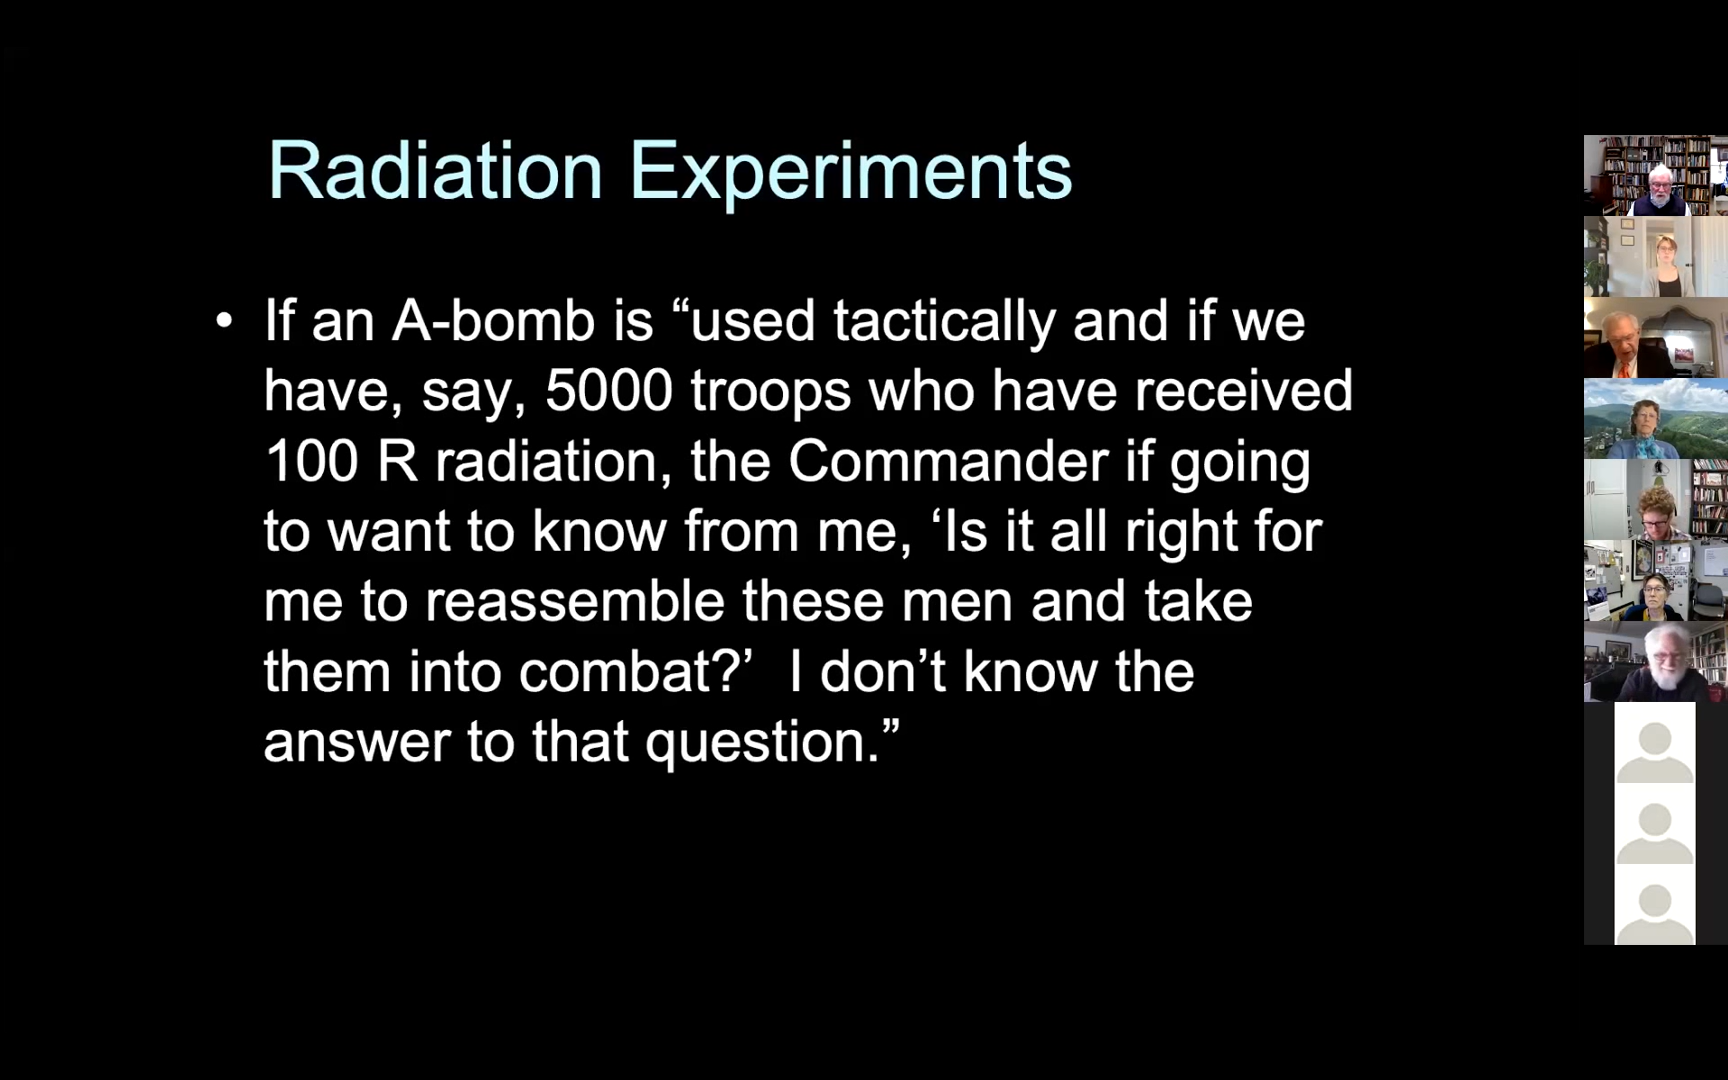 Radiation Experiments
• If an A-bomb is “used tactically and if we
have, say, 5000 troops who have received
100 R radiation, the Commander if going
to want to know from me, ‘Is it all right for
me to reassemble these men and take
them into combat?’ I don’t know the
answer to that question.”